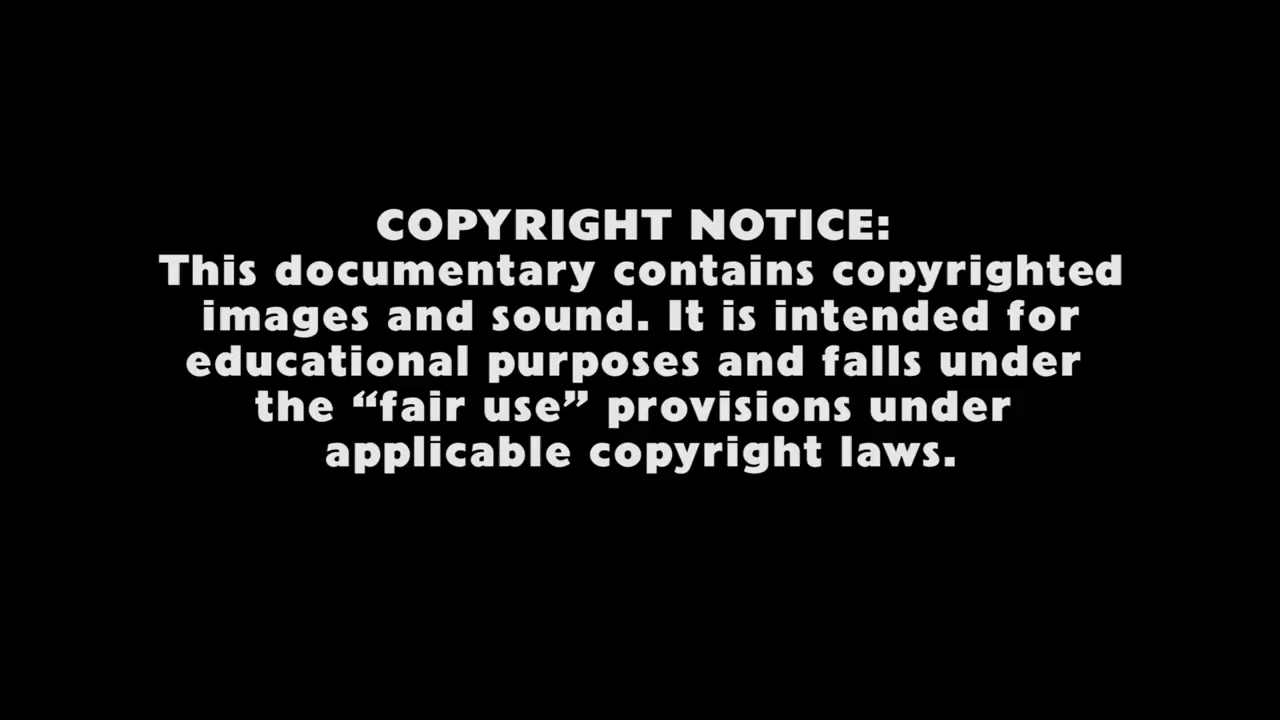 COPYRIGHT NOTICE:
This documentary contains copyrighted
images and sound. It is intended for
educational purposes and falls under
the “fair use” provisions under
applicable copyright laws.